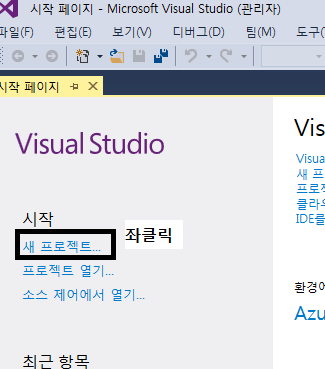 시작 페이지 - Microsoft Visual Studio (관리자)
파일(F) 편집(E) 보기(V) 디버그(D) 팀(M) 도구(
시작 페이지
Visual Studio
시작
새 프로젝트...
좌클릭
프로젝트 열기...
소스 제어에서 열기...
최근 항목
Vis
Visua
새 프
프로젝
클라우
IDE를
환경에
Azu